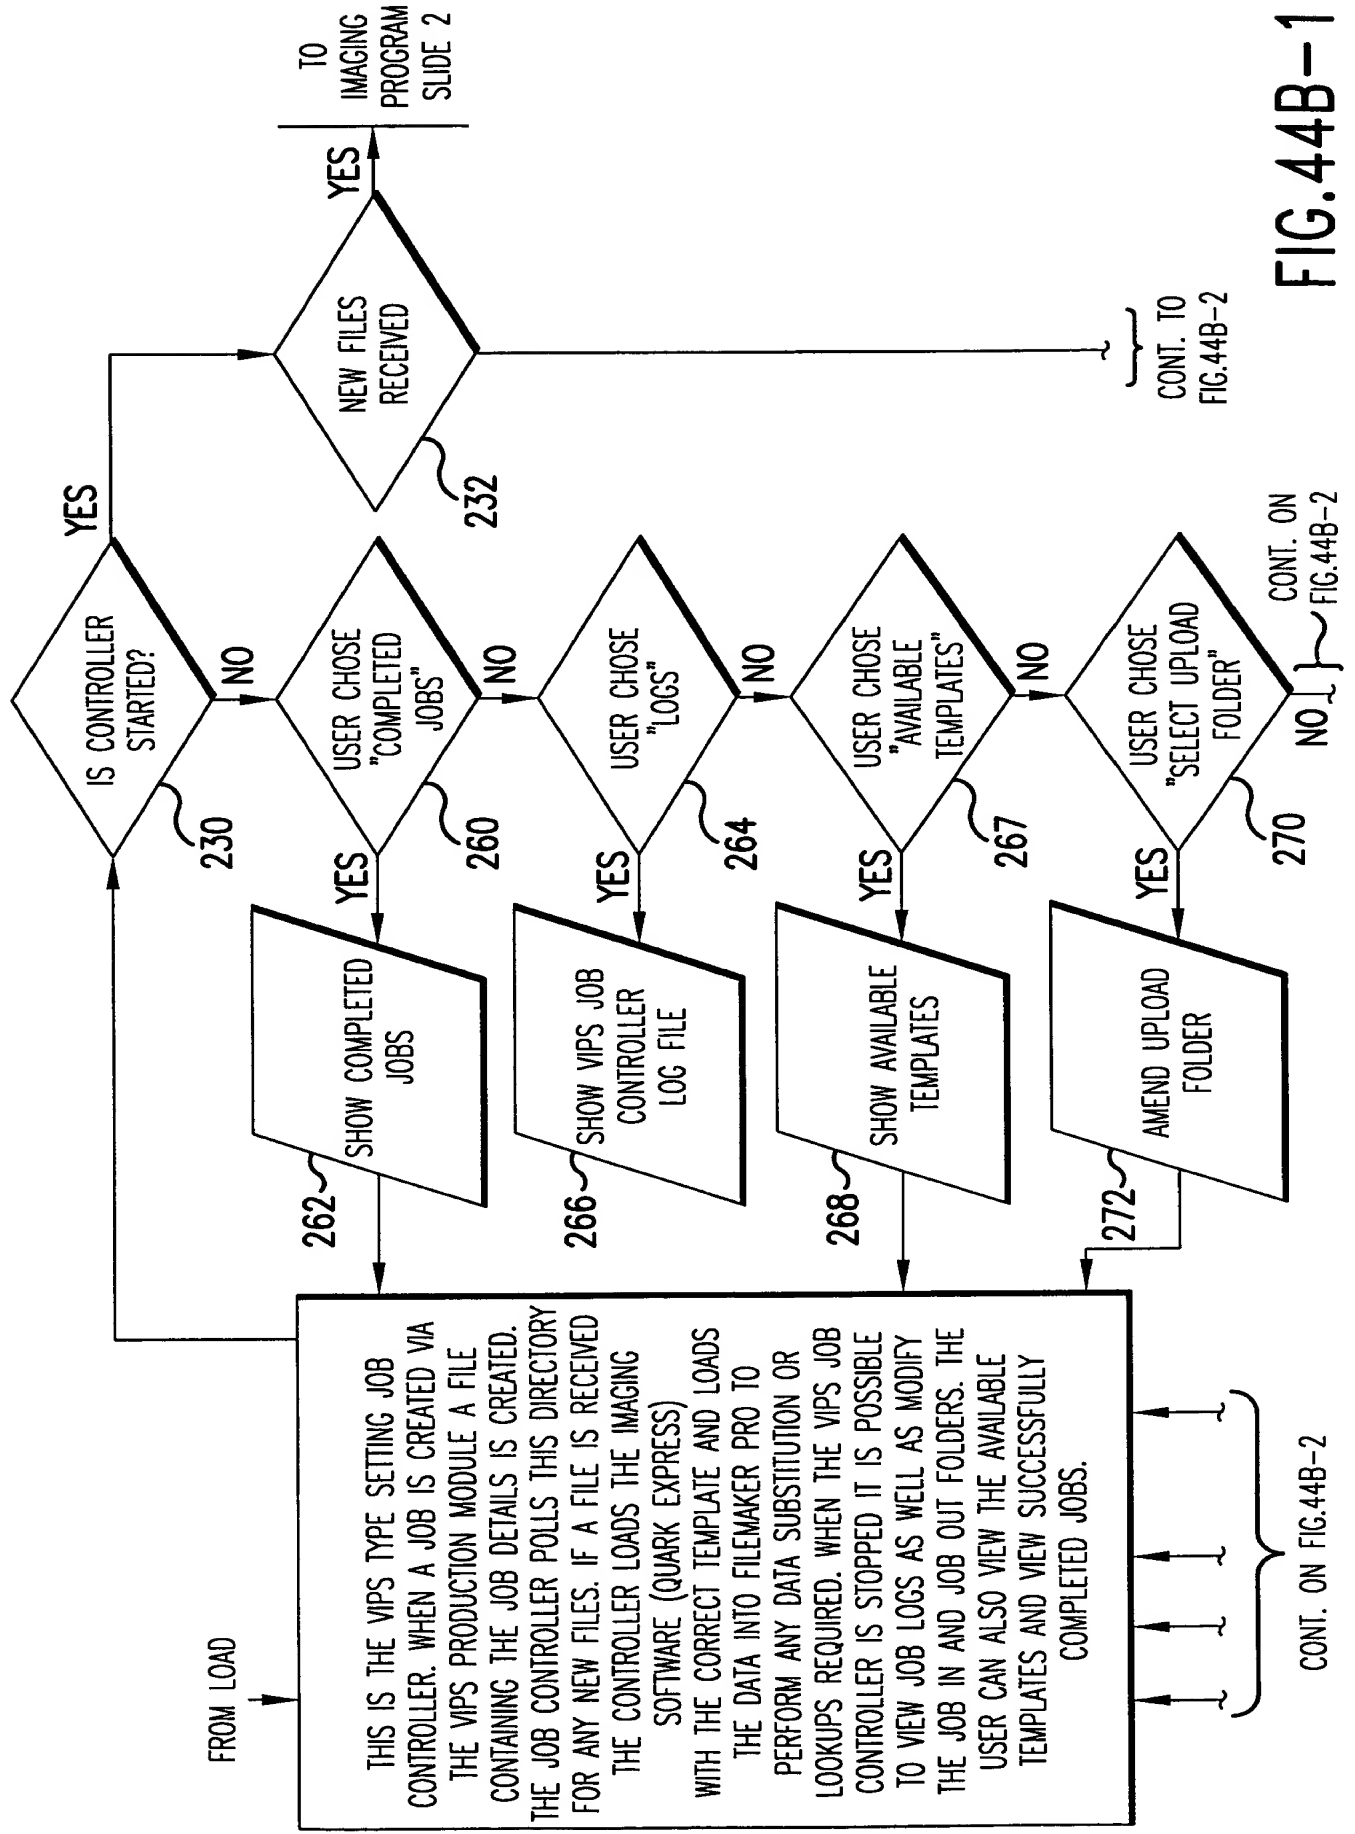 FROM LOAD
THIS IS THE VIPS TYPE SETTING JOB
CONTROLLER. WHEN A JOB IS CREATED VIA
THE VIPS PRODUCTION MODULE A FILE
CONTAINING THE JOB DETAILS IS CREATED.
THE JOB CONTROLLER POLLS THIS DIRECTORY
FOR ANY NEW FILES. IF A FILE IS RECEIVED
THE CONTROLLER LOADS THE IMAGING
SOFTWARE (QUARK EXPRESS)
WITH THE CORRECT TEMPLATE AND LOADS
THE DATA INTO FILEMAKER PRO TO
PERFORM ANY DATA SUBSTITUTION OR
LOOKUPS REQUIRED. WHEN THE VIPS JOB
CONTROLLER IS STOPPED IT IS POSSIBLE
TO VIEW JOB LOGS AS WELL AS MODIFY
THE JOB IN AND JOB OUT FOLDERS. THE
USER CAN ALSO VIEW THE AVAILABLE
TEMPLATES AND VIEW SUCCESSFULLY
COMPLETED JOBS.
CONT. ON FIG.44B-2
IS CONTROLLER
STARTED?
230
YES
NO
NEW FILES
RECEIVED
232
YES
TO
IMAGING
PROGRAM
SLIDE 2
CONT. TO
FIG.44B-2
USER CHOSE
"COMPLETED
JOBS"
260
YES
NO
SHOW COMPLETED
JOBS
262
USER CHOSE
"LOGS"
264
YES
NO
SHOW VIPS JOB
CONTROLLER
LOG FILE
266
USER CHOSE
"AVAILABLE
TEMPLATES"
267
YES
NO
SHOW AVAILABLE
TEMPLATES
268
USER CHOSE
"SELECT UPLOAD
FOLDER"
270
YES
NO
AMEND UPLOAD
FOLDER
272
CONT. ON
FIG.44B-2
FIG.44B-1